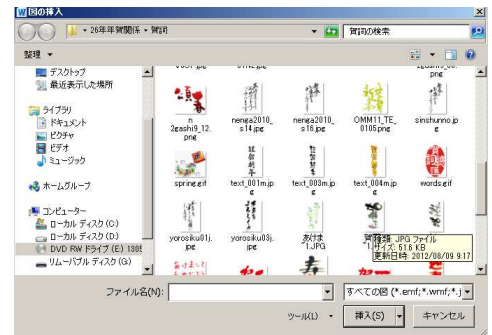 図の挿入
26年年賀関係 ▸ 賀詞
賀詞の検索
整理
デスクトップ
最近表示した場所
ライブラリ
ドキュメント
ピクチャ
ビデオ
ミュージック
ホームグループ
コンピューター
ローカル ディスク (C)
ローカル ディスク (D)
DVD RW ドライブ (E) 1305
リムーバブル ディスク (G)
png
n
2eashi9_12.
png
nenga2010_
s14.jpg
nenga2010_
s16.jpg
OMM11_TE_
0105.png
sinshunno.jp
g
spring.gif
text_001m.jp
g
text_003m.jp
g
text_004m.jp
g
words.gif
yorosiku01j.
jpg
yorosiku03j.
jpg
あけま
1.JPG
種類: JPG ファイル
サイズ: 51.6 KB
更新日時: 2012/08/09 9:17
ファイル名(N):
すべての図 (*.emf;*.wmf;*.j
ツール(L)
挿入(S)
キャンセル